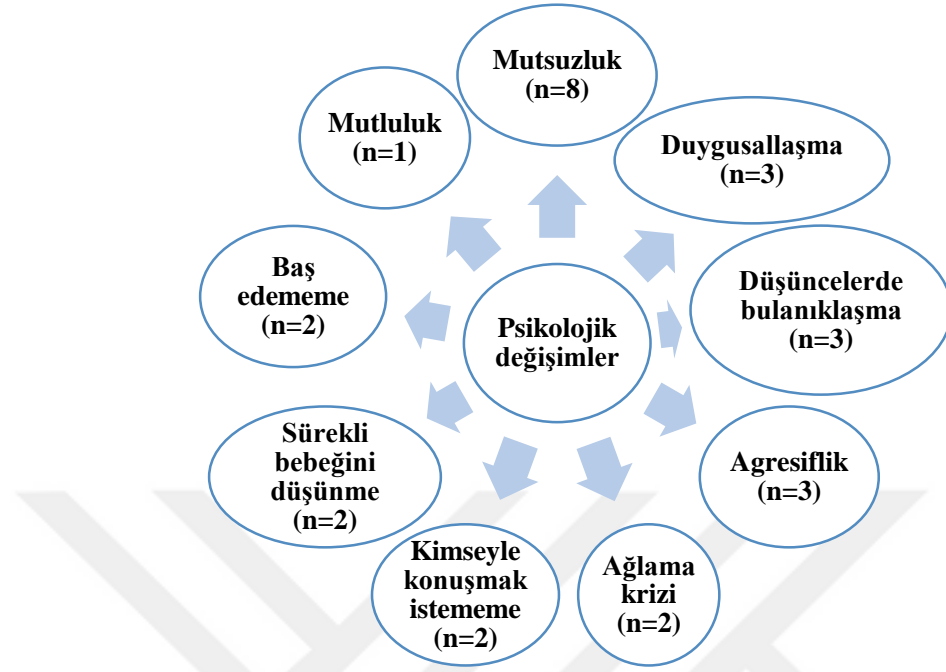 Mutsuzluk
(n=8)
Duygusallaşma
(n=3)
Düşüncelerde
bulanıklaşma
(n=3)
Agresiflik
(n=3)
Ağlama
krizi
(n=2)
Kimseyle
konuşmak
istememe
(n=2)
Sürekli
bebeğini
düşünme
(n=2)
Baş
edememe
(n=2)
Mutluluk
(n=1)
Psikolojik
değişimler